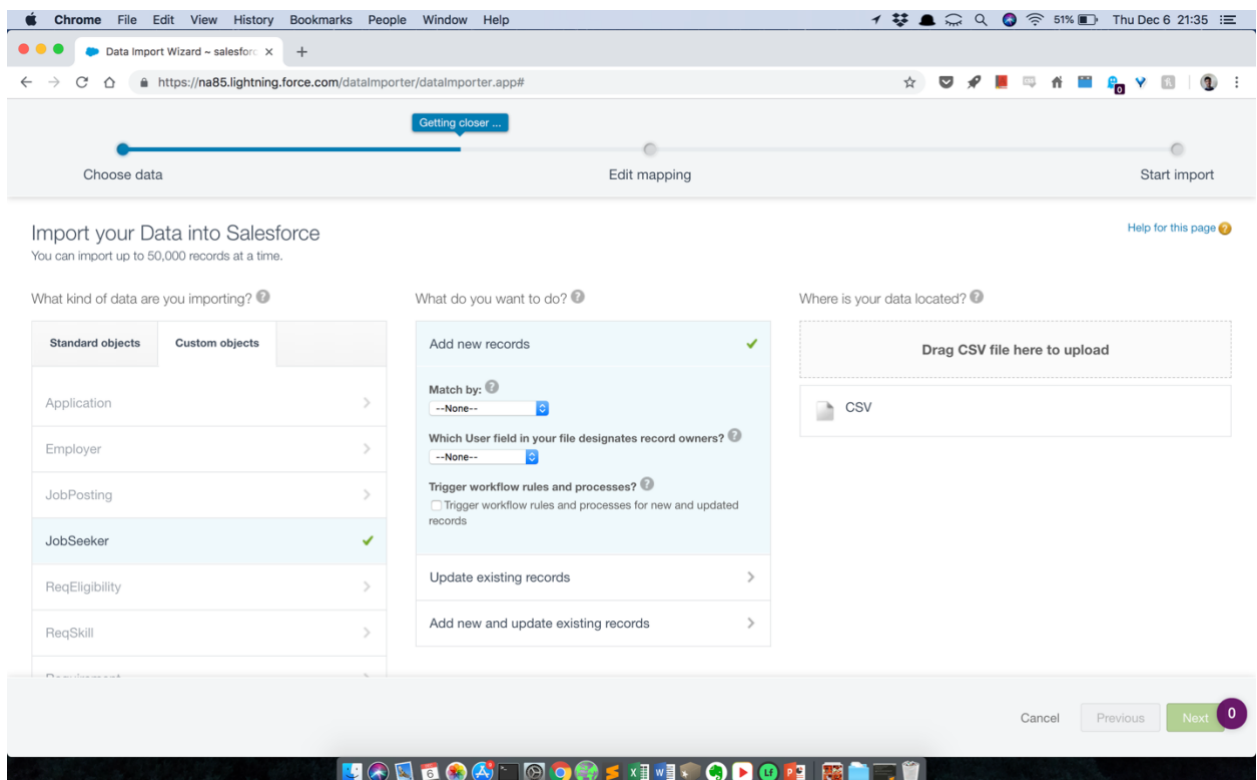 Chrome File Edit View History Bookmarks People Window Help 51% Thu Dec 6 21:35
Data Import Wizard ~ salesforc
https://na85.lightning.force.com/dataImporter/dataImporter.app#
0
Getting closer ...
Choose data Edit mapping Start import
Import your Data into Salesforce
Help for this page ?
You can import up to 50,000 records at a time.
What kind of data are you importing? ? What do you want to do? ? Where is your data located? ?
Standard objects Custom objects
Add new records
Drag CSV file here to upload
Application
Match by: ?
--None--
CSV
Employer
Which User field in your file designates record owners? ?
--None--
JobPosting
Trigger workflow rules and processes? ?
Trigger workflow rules and processes for new and updated
records
JobSeeker
Update existing records
ReqEligibility
Add new and update existing records
ReqSkill
Requirement
Cancel Previous Next 0
6 Lf